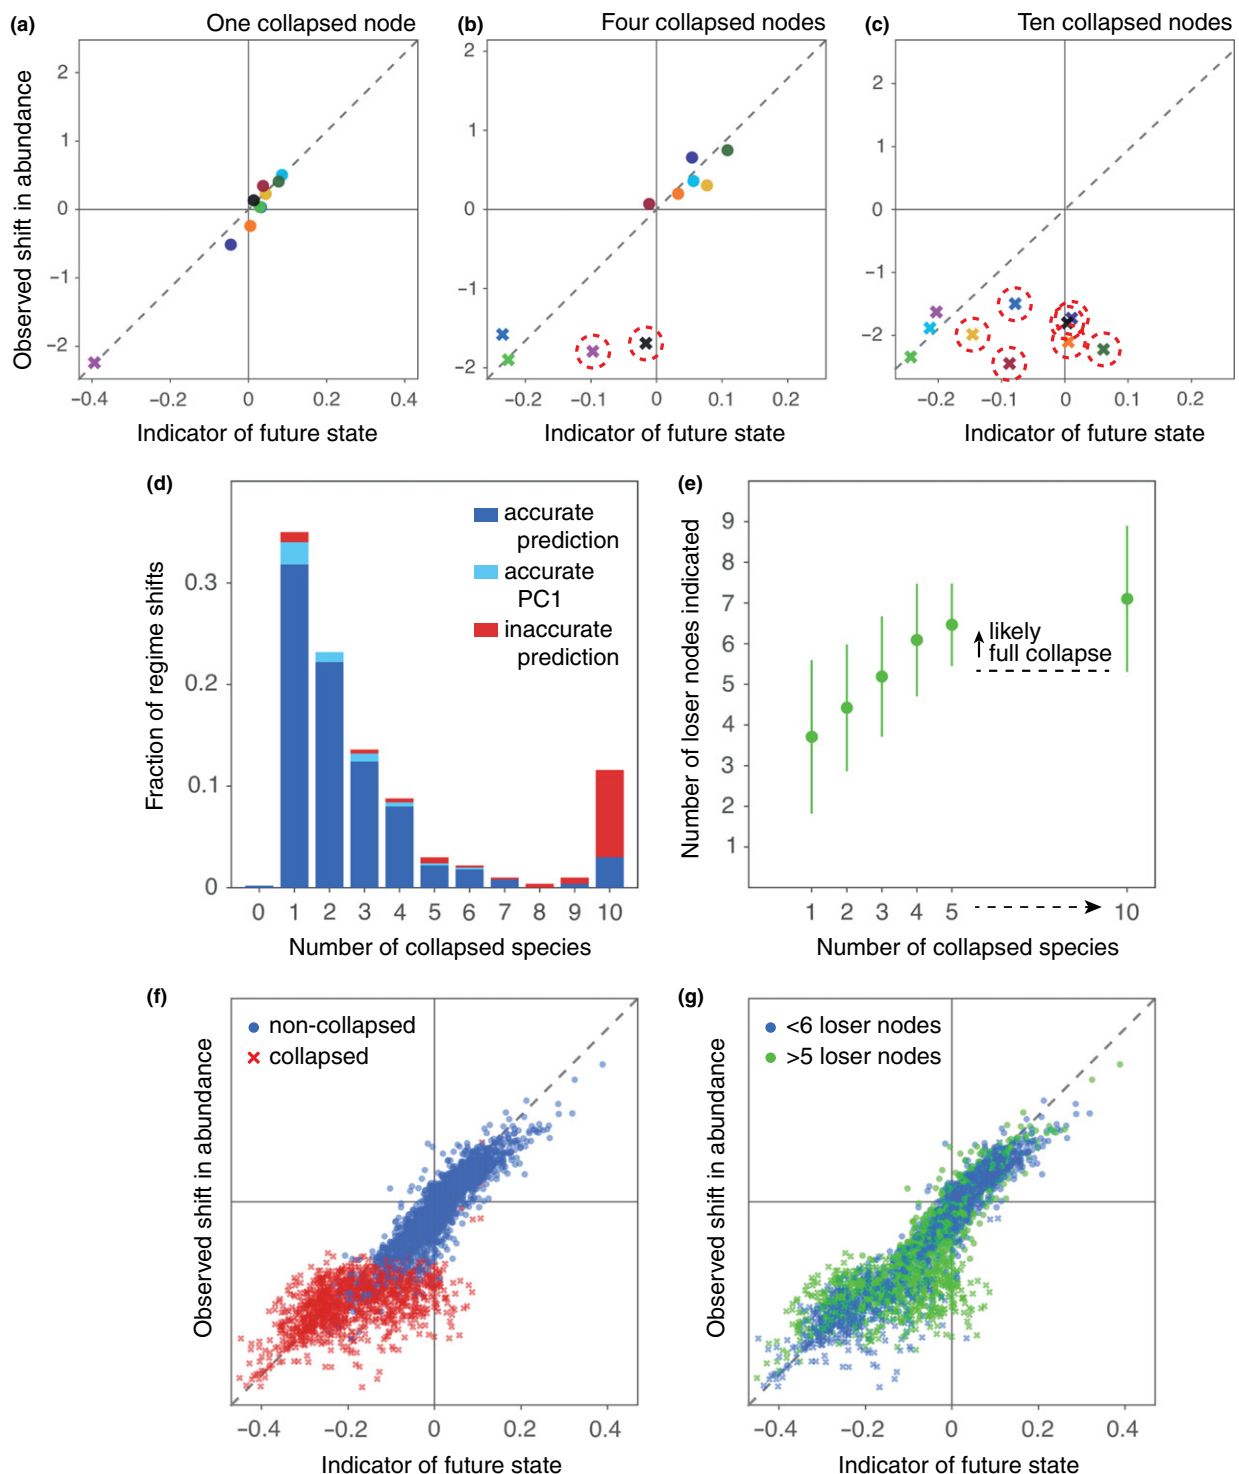 (a) One collapsed node
(b) Four collapsed nodes
(c) Ten collapsed nodes
Observed shift in abundance
2
1
0
−1
−2
−0.4 −0.2 0 0.2 0.4
Indicator of future state
2
1
0
−1
−2
−0.2 −0.1 0 0.1 0.2
Indicator of future state
2
1
0
−1
−2
−0.2 −0.1 0 0.1 0.2
Indicator of future state
(d)
Fraction of regime shifts
0.3
0.2
0.1
0
accurate
prediction
accurate
PC1
inaccurate
prediction
0 1 2 3 4 5 6 7 8 9 10
Number of collapsed species
(e)
Number of loser nodes indicated
9
8
7
6
5
4
3
2
1
likely
full collapse
1 2 3 4 5 10
Number of collapsed species
(f)
Observed shift in abundance
non-collapsed
collapsed
−0.4 −0.2 0 0.2 0.4
Indicator of future state
(g)
Observed shift in abundance
<6 loser nodes
>5 loser nodes
−0.4 −0.2 0 0.2 0.4
Indicator of future state